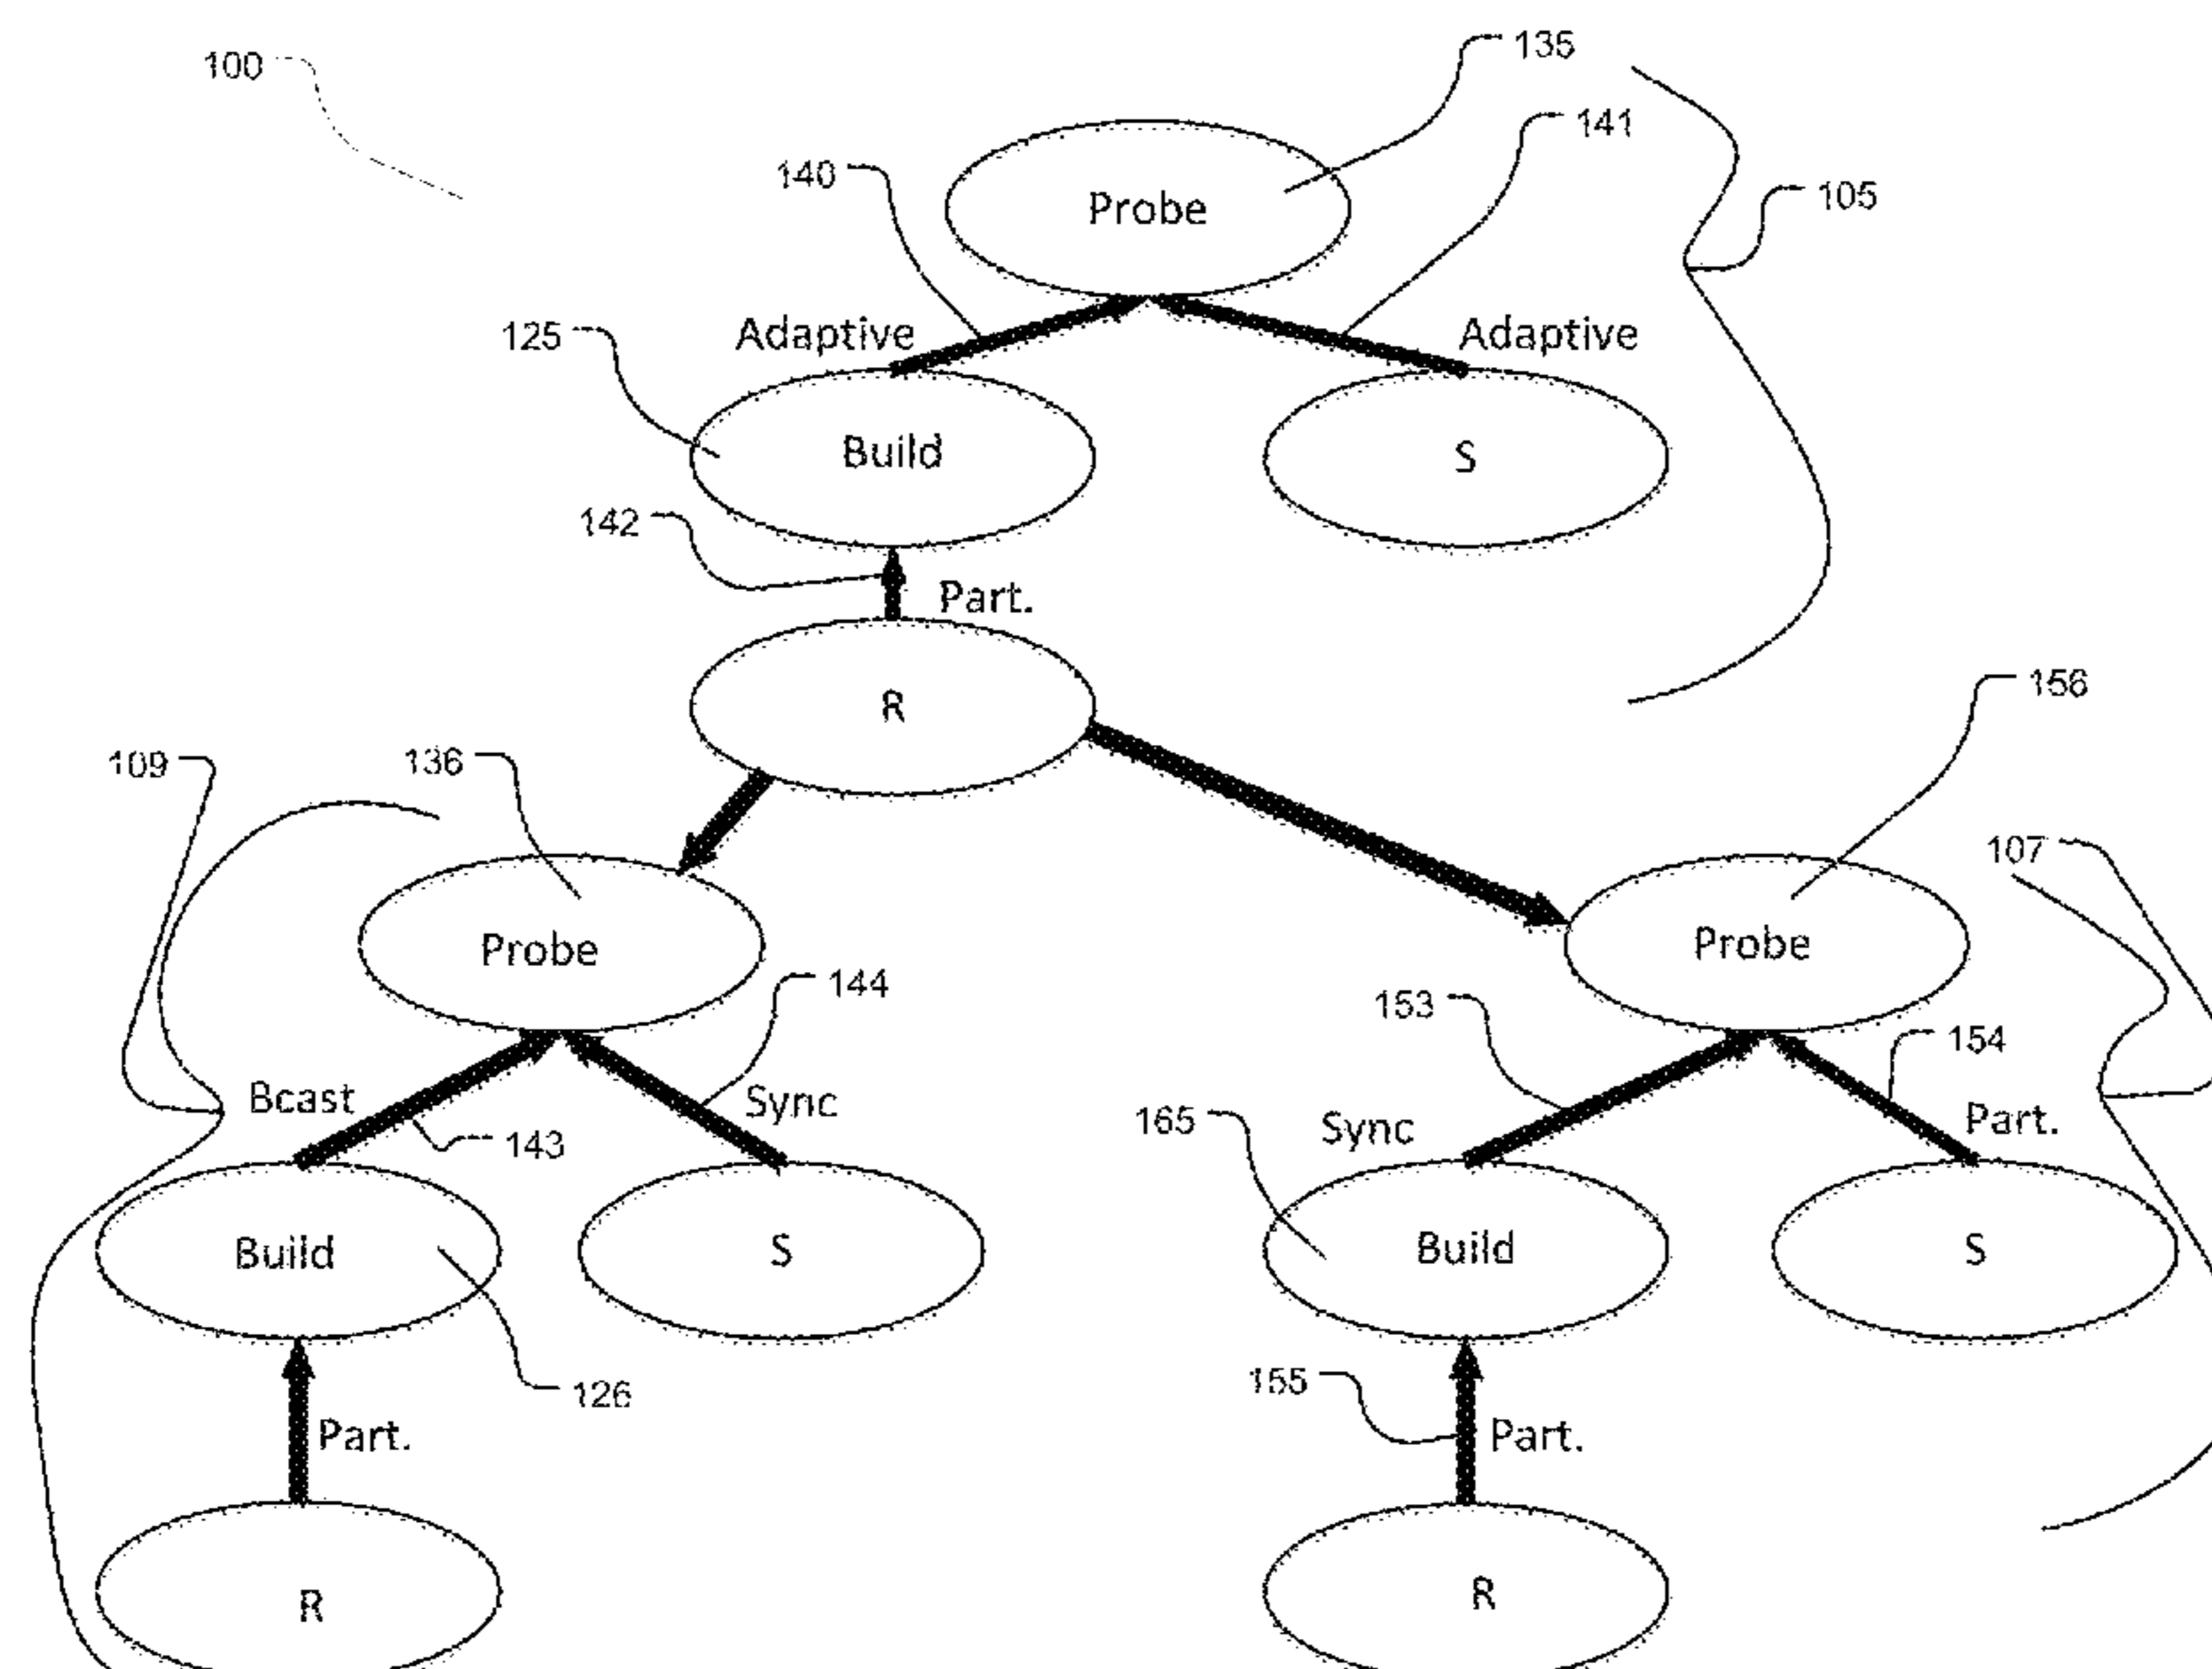 100
135
141
140
Probe
105
125
Adaptive
Adaptive
Build
S
142
Part.
R
156
109
136
107
Probe
Probe
144
153
154
Bcast
Sync
143
165
Sync
Part.
Build
S
Build
S
126
155
Part.
Part.
R
R